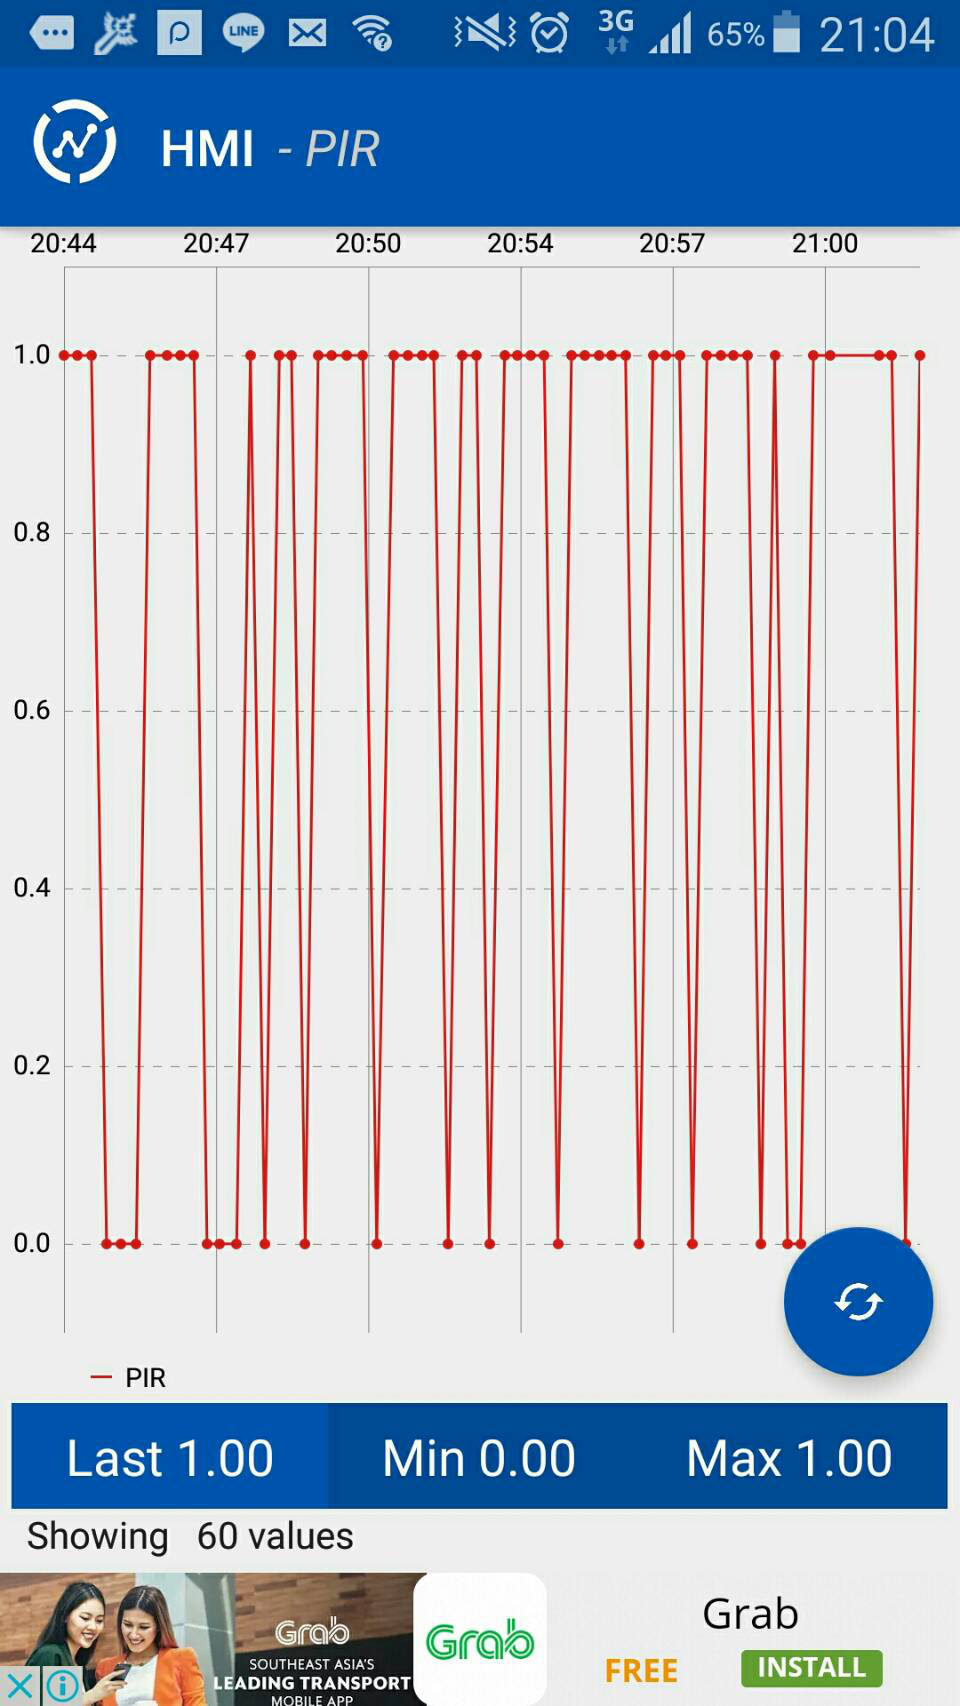 LINE
3G
65%
21:04
HMI - PIR
20:44 20:47 20:50 20:54 20:57 21:00
1.0
0.8
0.6
0.4
0.2
0.0
PIR
Last 1.00 Min 0.00 Max 1.00
Showing 60 values
Grab
SOUTHEAST ASIA'S
LEADING TRANSPORT
MOBILE APP
Grab
Grab
FREE
INSTALL